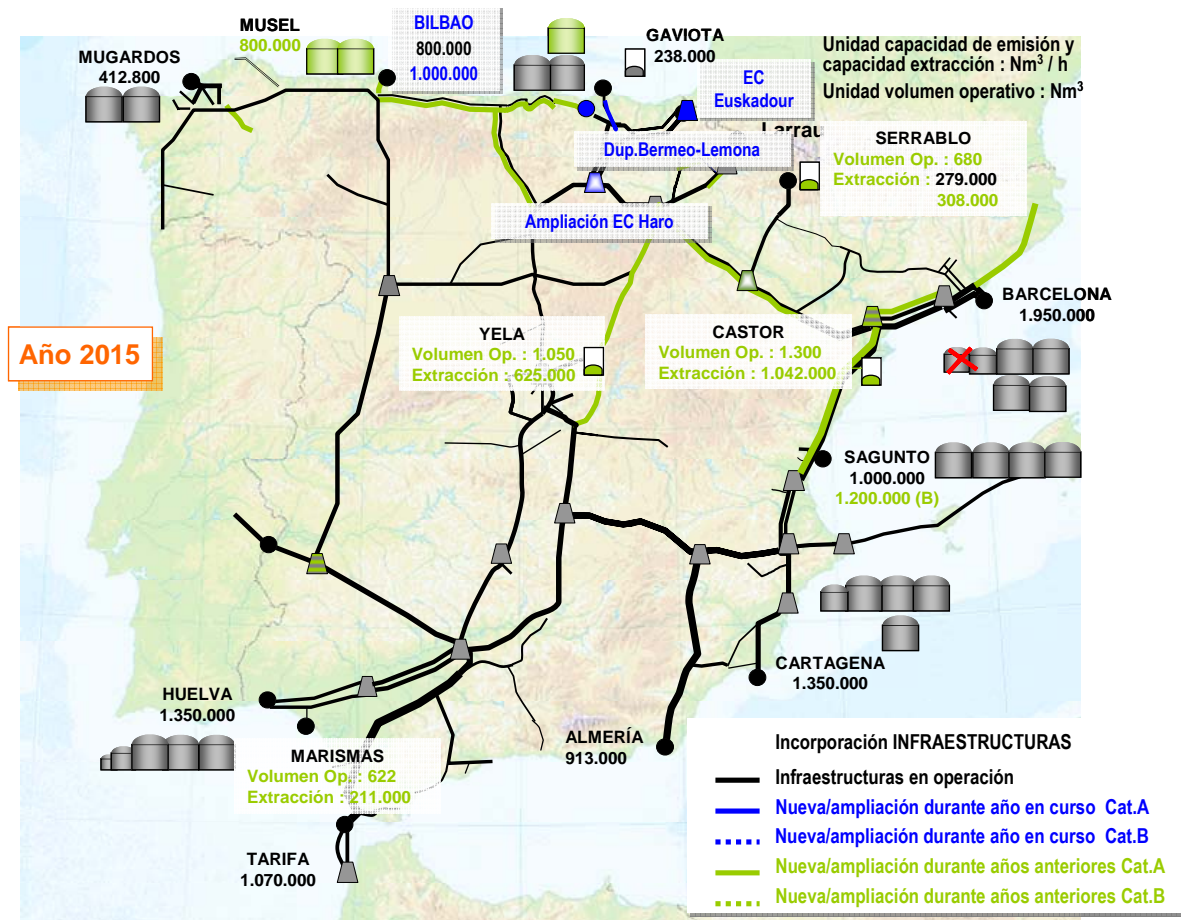 MUSEL
800.000
BILBAO
800.000
1.000.000
GAVIOTA
238.000
Unidad capacidad de emisión y
capacidad extracción : Nm³ / h
Unidad volumen operativo : Nm³
MUGARDOS
412.800
EC
Euskadour
Larrau
Dup.Bermeo-Lemona
SERRABLO
Volumen Op. : 680
Extracción : 279.000
308.000
Ampliación EC Haro
BARCELONA
1.950.000
Año 2015
YELA
Volumen Op. : 1.050
Extracción : 625.000
CASTOR
Volumen Op. : 1.300
Extracción : 1.042.000
SAGUNTO
1.000.000
1.200.000 (B)
CARTAGENA
1.350.000
HUELVA
1.350.000
ALMERÍA
913.000
MARISMAS
Volumen Op. : 622
Extracción : 211.000
TARIFA
1.070.000
Incorporación INFRAESTRUCTURAS
Infraestructuras en operación
Nueva/ampliación durante año en curso Cat.A
Nueva/ampliación durante año en curso Cat.B
Nueva/ampliación durante años anteriores Cat.A
Nueva/ampliación durante años anteriores Cat.B